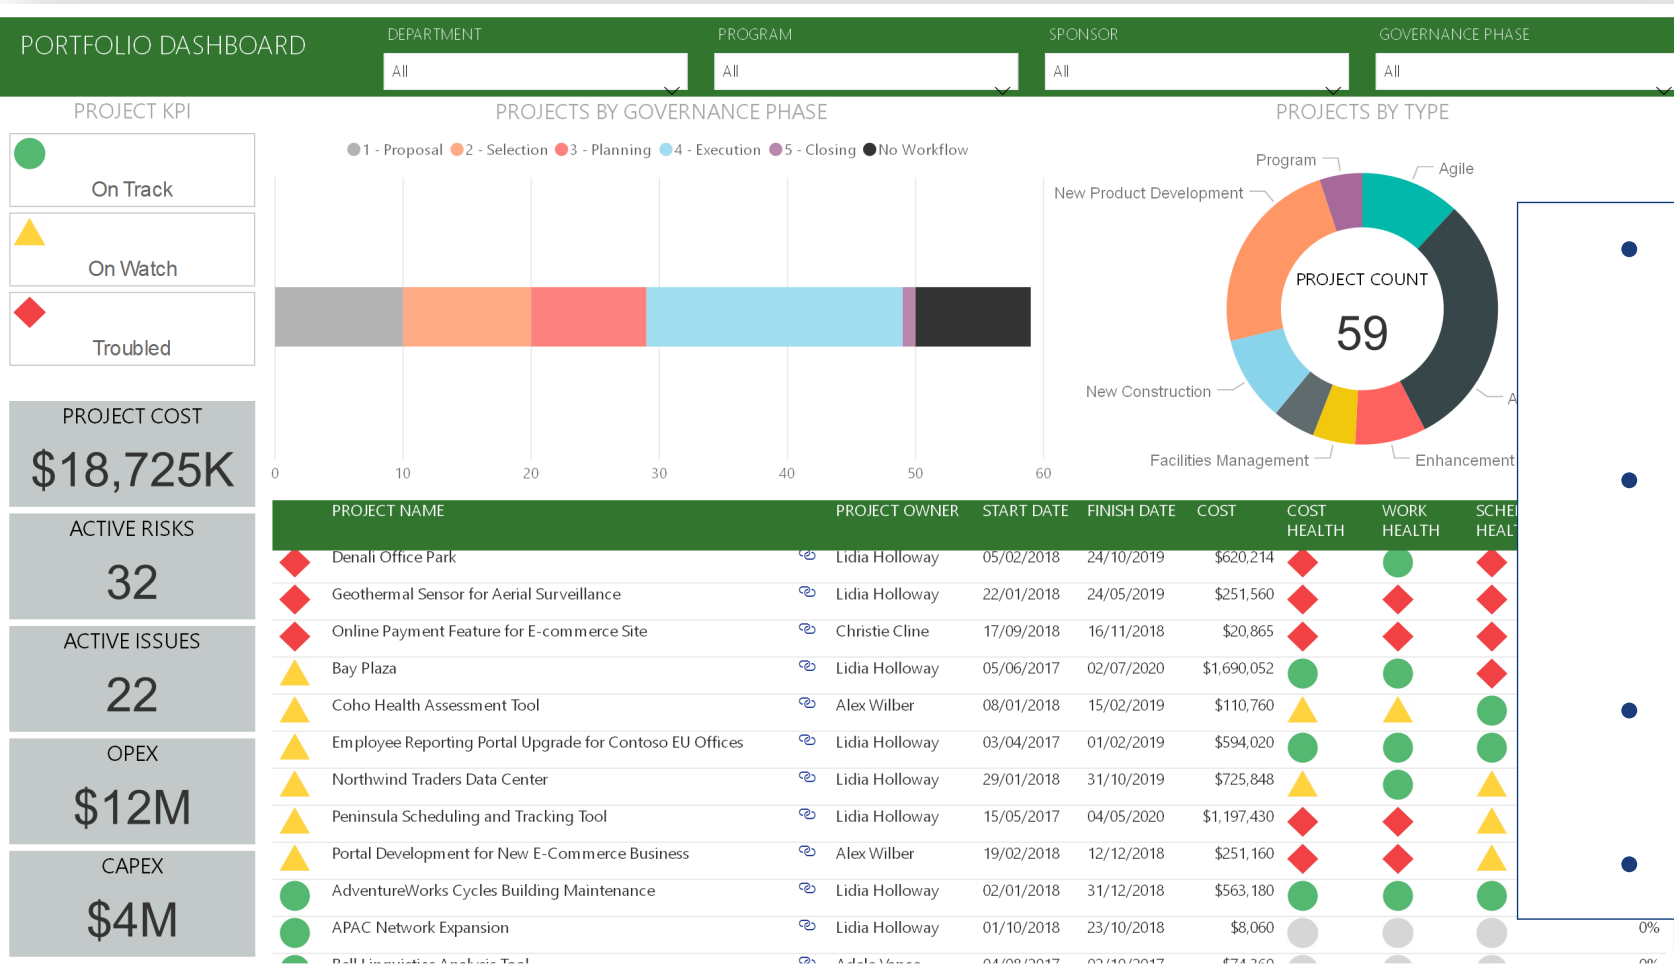 PORTFOLIO DASHBOARD
DEPARTMENT
PROGRAM
SPONSOR
GOVERNANCE PHASE
All
All
All
All
PROJECT KPI
On Track
On Watch
Troubled
PROJECT COST
$18,725K
ACTIVE RISKS
32
ACTIVE ISSUES
22
OPEX
$12M
CAPEX
$4M
PROJECTS BY GOVERNANCE PHASE
1 - Proposal 2 - Selection 3 - Planning 4 - Execution 5 - Closing No Workflow
0 10 20 30 40 50 60
PROJECTS BY TYPE
Program
Agile
New Product Development
PROJECT COUNT
59
New Construction
A
Facilities Management
Enhancement
PROJECT NAME PROJECT OWNER START DATE FINISH DATE COST COST HEALTH WORK HEALTH
Denali Office Park Lidia Holloway 05/02/2018 24/10/2019 $620,214
Geothermal Sensor for Aerial Surveillance Lidia Holloway 22/01/2018 24/05/2019 $251,560
Online Payment Feature for E-commerce Site Christie Cline 17/09/2018 16/11/2018 $20,865
Bay Plaza Lidia Holloway 05/06/2017 02/07/2020 $1,690,052
Coho Health Assessment Tool Alex Wilber 08/01/2018 15/02/2019 $110,760
Employee Reporting Portal Upgrade for Contoso EU Offices Lidia Holloway 03/04/2017 01/02/2019 $594,020
Northwind Traders Data Center Lidia Holloway 29/01/2018 31/10/2019 $725,848
Peninsula Scheduling and Tracking Tool Lidia Holloway 15/05/2017 04/05/2020 $1,197,430
Portal Development for New E-Commerce Business Alex Wilber 19/02/2018 12/12/2018 $251,160
AdventureWorks Cycles Building Maintenance Lidia Holloway 02/01/2018 31/12/2018 $563,180
APAC Network Expansion Lidia Holloway 01/10/2018 23/10/2018 $8,060 0%